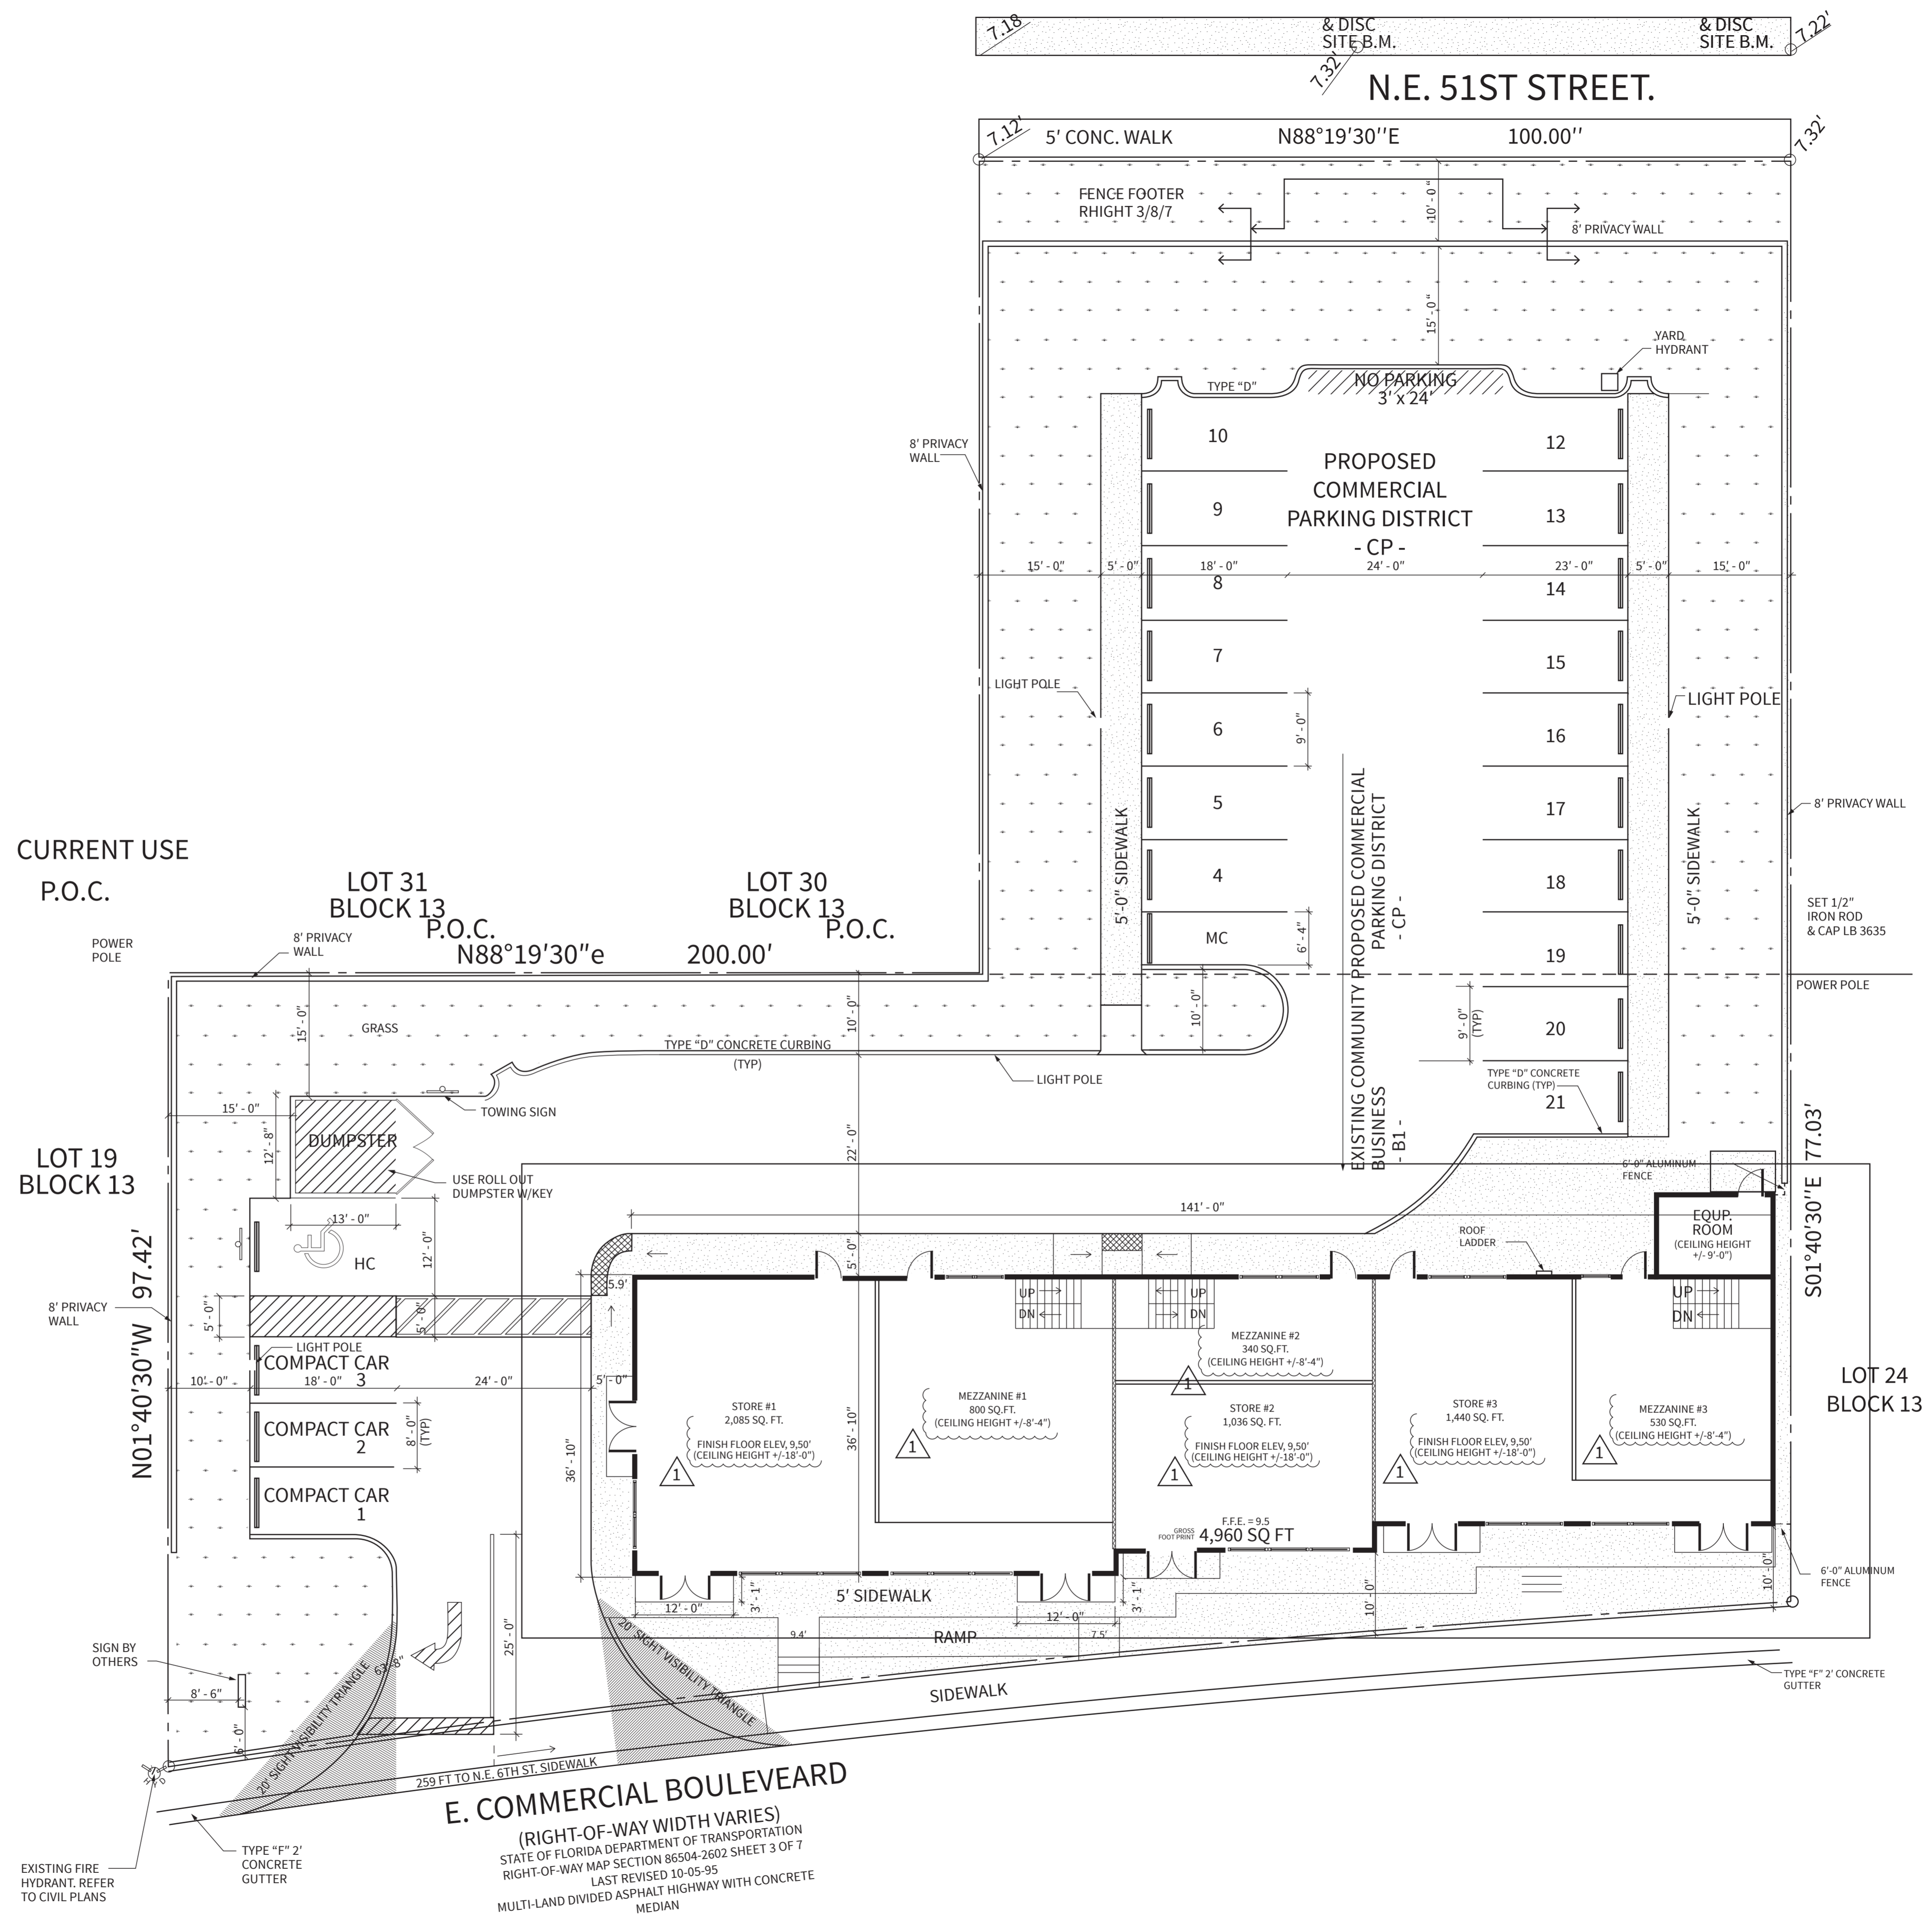 7.18
& DISC
SITE B.M.
7.32'
& DISC
SITE B.M.
7.22'
N.E. 51ST STREET.
7.12'
5' CONC. WALK
N88°19'30''E
100.00''
7.32'
FENCE FOOTER
RHIGHT 3/8/7
10' - 0 "
8' PRIVACY WALL
15' - 0 "
YARD
HYDRANT
TYPE “D”
NO PARKING
3' x 24'
8' PRIVACY
WALL
10
12
PROPOSED
COMMERCIAL
PARKING DISTRICT
- CP -
9
13
15' - 0"
5' - 0"
18' - 0"
24' - 0"
23' - 0"
5' - 0"
15' - 0"
8
14
7
15
LIGHT POLE
LIGHT POLE
6
9' - 0"
16
5
17
8' PRIVACY WALL
5'-0" SIDEWALK
5'-0" SIDEWALK
4
18
MC
6' - 4"
19
EXISTING COMMUNITY PROPOSED COMMERCIAL
BUSINESS PARKING DISTRICT
- B1 - - CP -
SET 1/2"
IRON ROD
& CAP LB 3635
POWER POLE
CURRENT USE
P.O.C.
LOT 31
BLOCK 13
P.O.C.
LOT 30
BLOCK 13
P.O.C.
POWER
POLE
8' PRIVACY
WALL
N88°19'30"e
200.00'
15' - 0"
GRASS
10' - 0"
10' - 0"
9' - 0"
(TYP)
20
TYPE “D” CONCRETE CURBING
(TYP)
LIGHT POLE
TYPE “D” CONCRETE
CURBING (TYP)
21
15' - 0"
TOWING SIGN
12' - 8"
DUMPSTER
22' - 0"
USE ROLL OUT
DUMPSTER W/KEY
LOT 19
BLOCK 13
6'-0" ALUMINUM
FENCE
S01°40'30''E 77.03'
13' - 0"
141' - 0"
HC
12' - 0"
5' - 0"
ROOF
LADDER
EQUP.
ROOM
(CEILING HEIGHT
+/- 9'-0")
N01°40'30"W 97.42'
8' PRIVACY
WALL
5' - 0"
5' - 0"
5.9'
UP
DN
UP
DN
UP
DN
LIGHT POLE
COMPACT CAR
3
10' - 0"
18' - 0"
24' - 0"
5' - 0"
COMPACT CAR
2
8' - 0"
(TYP)
COMPACT CAR
1
36' - 10"
36' - 10"
STORE #1
2,085 SQ. FT.
FINISH FLOOR ELEV, 9,50'
(CEILING HEIGHT +/-18'-0")
1
MEZZANINE #1
800 SQ.FT.
(CEILING HEIGHT +/-8'-4")
1
MEZZANINE #2
340 SQ.FT.
(CEILING HEIGHT +/-8'-4")
1
STORE #2
1,036 SQ. FT.
FINISH FLOOR ELEV, 9,50'
(CEILING HEIGHT +/-18'-0")
1
STORE #3
1,440 SQ. FT.
FINISH FLOOR ELEV, 9,50'
(CEILING HEIGHT +/-18'-0")
1
MEZZANINE #3
530 SQ.FT.
(CEILING HEIGHT +/-8'-4")
1
LOT 24
BLOCK 13
F.F.E. = 9.5
GROSS
FOOT PRINT
4,960 SQ FT
12' - 0"
3' - 1"
5' SIDEWALK
12' - 0"
3' - 1"
10' - 0"
10' - 0"
6'-0" ALUMINUM
FENCE
9.4'
RAMP
7.5'
SIGN BY
OTHERS
8' - 6"
6' - 0"
20' SIGHT VISIBILITY TRIANGLE
63'-8"
25' - 0"
20' SIGHT VISIBILITY TRIANGLE
SIDEWALK
TYPE “F” 2' CONCRETE
GUTTER
259 FT TO N.E. 6TH ST. SIDEWALK
E. COMMERCIAL BOULEVEARD
(RIGHT-OF-WAY WIDTH VARIES)
STATE OF FLORIDA DEPARTMENT OF TRANSPORTATION
RIGHT-OF-WAY MAP SECTION 86504-2602 SHEET 3 OF 7
LAST REVISED 10-05-95
MULTI-LAND DIVIDED ASPHALT HIGHWAY WITH CONCRETE
MEDIAN
TYPE “F” 2'
CONCRETE
GUTTER
EXISTING FIRE
HYDRANT. REFER
TO CIVIL PLANS